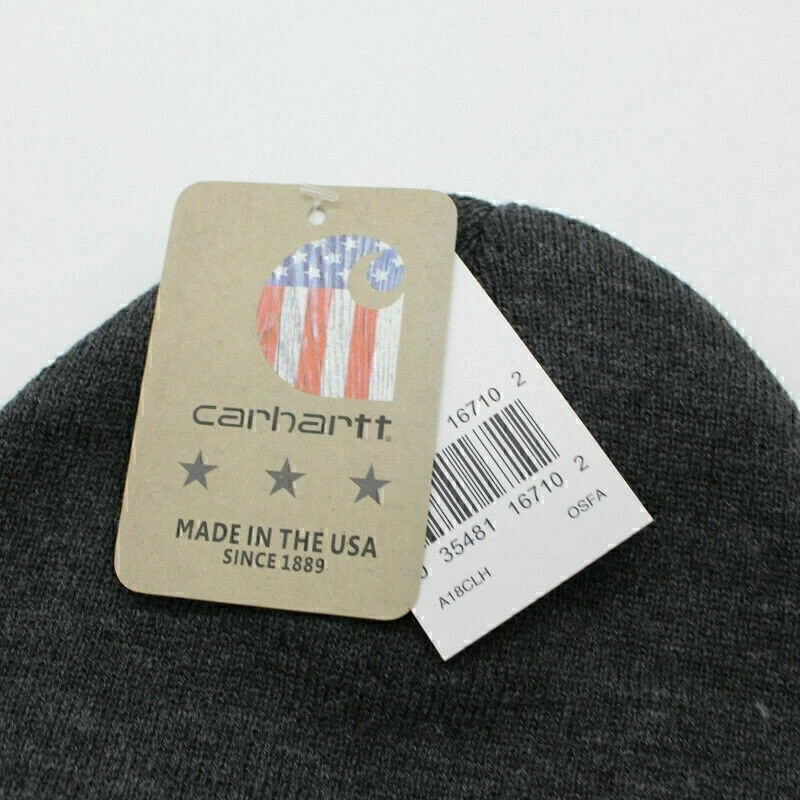 carhartt®
MADE IN THE USA
SINCE 1889
16710 2
35481 16710 2
OSFA
A18CLH